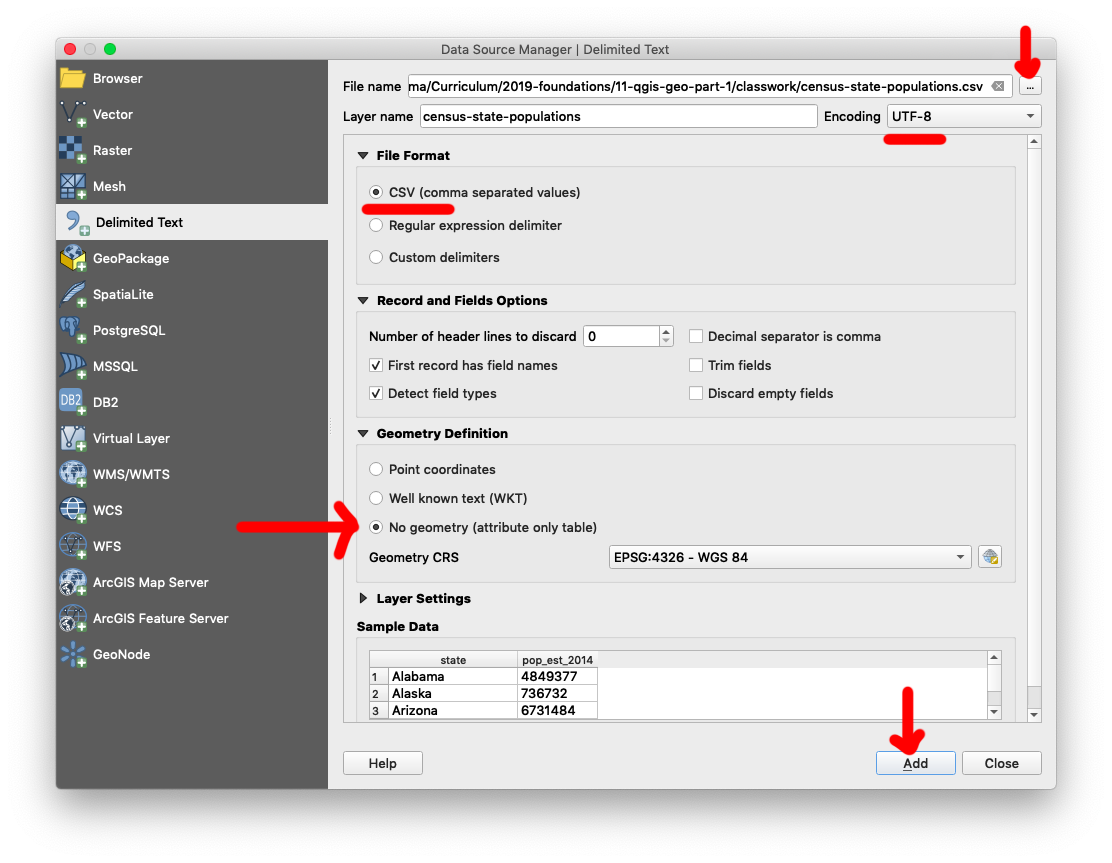 Data Source Manager | Delimited Text
Browser
Vector
Raster
Mesh
Delimited Text
GeoPackage
SpatiaLite
PostgreSQL
MSSQL
DB2
DB2
Virtual Layer
WMS/WMTS
WCS
WFS
ArcGIS Map Server
ArcGIS Feature Server
GeoNode
File name ma/Curriculum/2019-foundations/11-qgis-geo-part-1/classwork/census-state-populations.csv ...
Layer name census-state-populations Encoding UTF-8
File Format
CSV (comma separated values)
Regular expression delimiter
Custom delimiters
Record and Fields Options
Number of header lines to discard 0 Decimal separator is comma
First record has field names Trim fields
Detect field types Discard empty fields
Geometry Definition
Point coordinates
Well known text (WKT)
No geometry (attribute only table)
Geometry CRS EPSG:4326 - WGS 84
Layer Settings
Sample Data
state pop_est_2014
1 Alabama 4849377
2 Alaska 736732
3 Arizona 6731484
Help Add Close